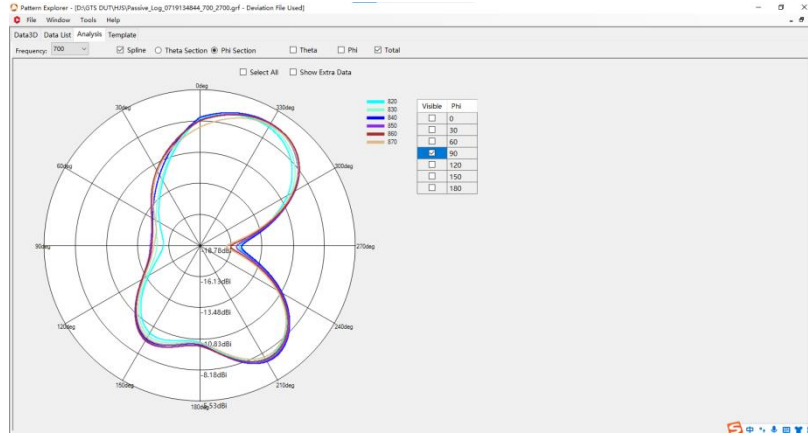 Pattern Explorer - [D:\GTS DUT\HJS\Passive_Log_0719134844_700_2700.grf - Deviation File Used]
File Window Tools Help
Data3D Data List Analysis Template
Frequency: 700 Spline Theta Section Phi Section Theta Phi Total
Select All Show Extra Data
0deg
30deg
330deg
60deg
300deg
90deg
270deg
120deg
240deg
150deg
210deg
180deg
-18.78dBi
-16.13dBi
-13.48dBi
-10.83dBi
-8.18dBi
-5.53dBi
820
830
840
850
860
870
Visible Phi
0
30
60
90
120
150
180
中